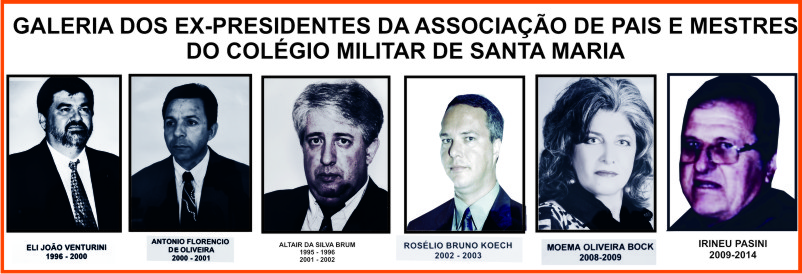 GALERIA DOS EX-PRESIDENTES DA ASSOCIAÇÃO DE PAIS E MESTRES
DO COLÉGIO MILITAR DE SANTA MARIA
ELI JOÃO VENTURINI
1996 - 2000
ANTONIO FLORENCIO
DE OLIVEIRA
2000 - 2001
ALTAIR DA SILVA BRUM
1995 - 1996
2001 - 2002
ROSÉLIO BRUNO KOECH
2002 - 2003
MOEMA OLIVEIRA BOCK
2008-2009
IRINEU PASINI
2009-2014